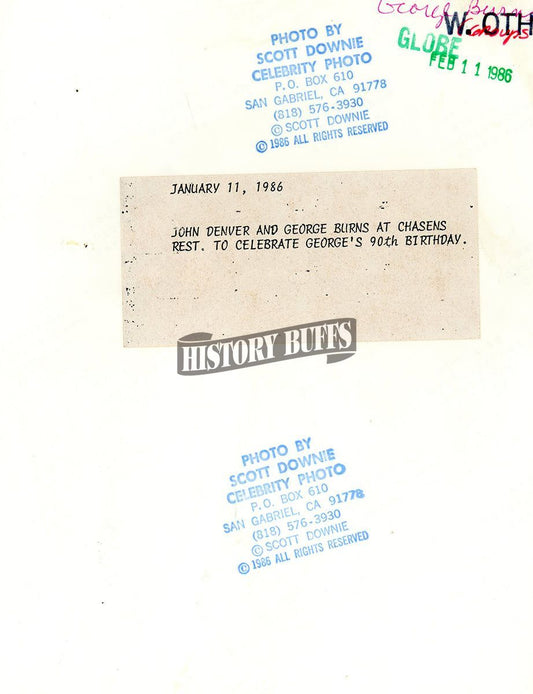 George Burns
W. OTH
Groups
GLOBE
FEB 11 1986
PHOTO BY
SCOTT DOWNIE
CELEBRITY PHOTO
P.O. BOX 610
SAN GABRIEL, CA 91778
(818) 576-3930
© SCOTT DOWNIE
© 1986 ALL RIGHTS RESERVED
JANUARY 11, 1986
JOHN DENVER AND GEORGE BURNS AT CHASENS
REST. TO CELEBRATE GEORGE'S 90th BIRTHDAY.
HISTORY BUFFS
PHOTO BY
SCOTT DOWNIE
CELEBRITY PHOTO
P.O. BOX 610
SAN GABRIEL, CA 91778
(818) 576-3930
© SCOTT DOWNIE
© 1986 ALL RIGHTS RESERVED